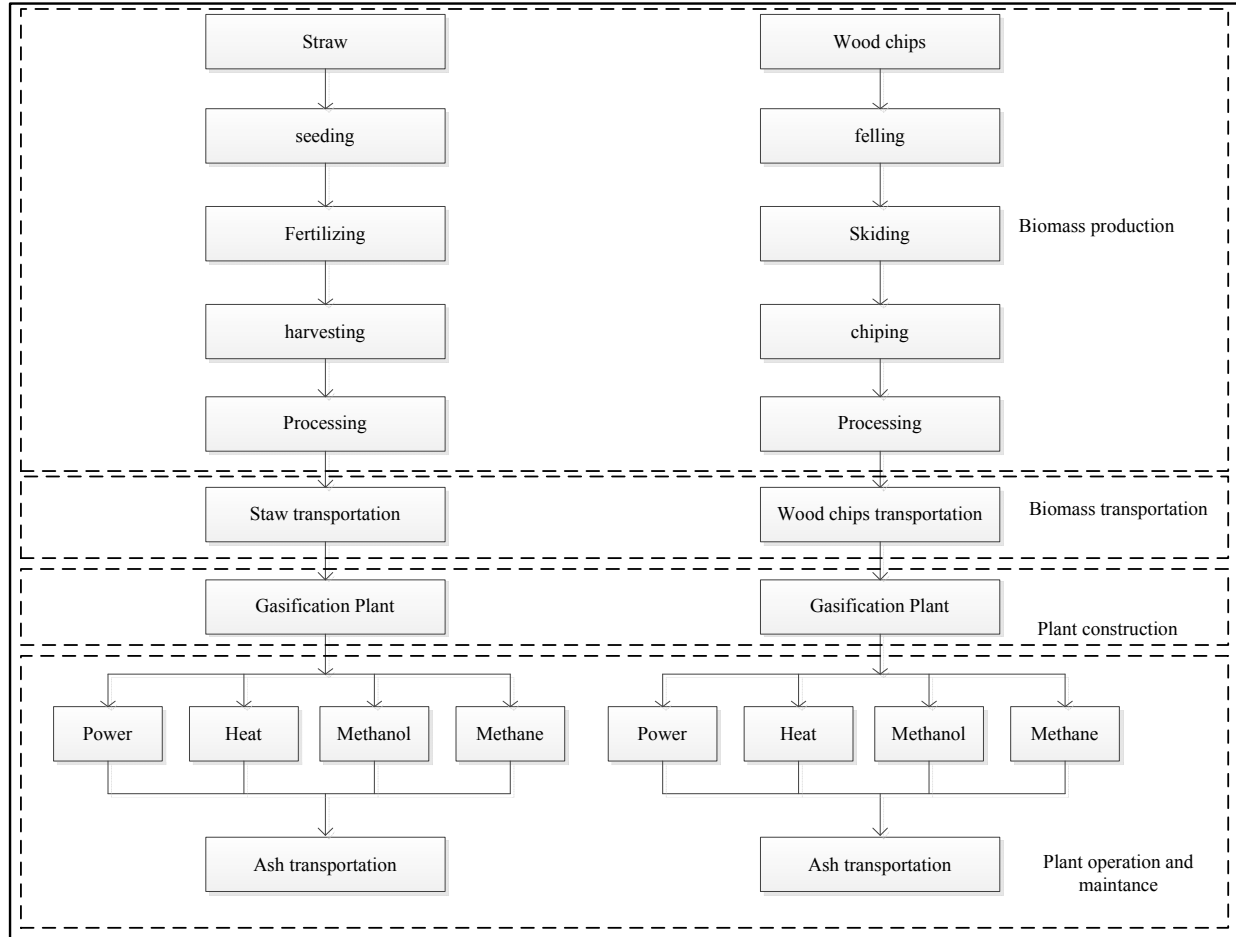 Straw
Wood chips
seeding
felling
Fertilizing
Skiding
Biomass production
harvesting
chiping
Processing
Processing
Staw transportation
Wood chips transportation
Biomass transportation
Gasification Plant
Gasification Plant
Plant construction
Power
Heat
Methanol
Methane
Power
Heat
Methanol
Methane
Ash transportation
Ash transportation
Plant operation and
maintance